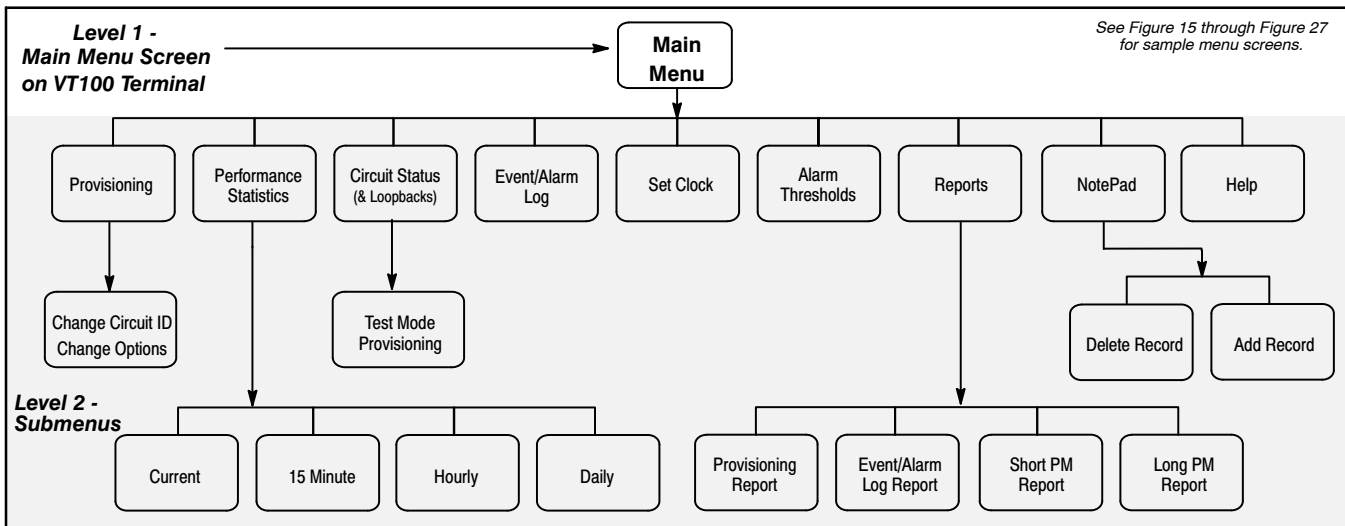 Level 1 -
Main Menu Screen
on VT100 Terminal
Main
Menu
See Figure 15 through Figure 27
for sample menu screens.
Provisioning
Performance
Statistics
Circuit Status
(& Loopbacks)
Event/Alarm
Log
Set Clock
Alarm
Thresholds
Reports
NotePad
Help
Change Circuit ID
Change Options
Test Mode
Provisioning
Delete Record
Add Record
Level 2 -
Submenus
Current
15 Minute
Hourly
Daily
Provisioning
Report
Event/Alarm
Log Report
Short PM
Report
Long PM
Report